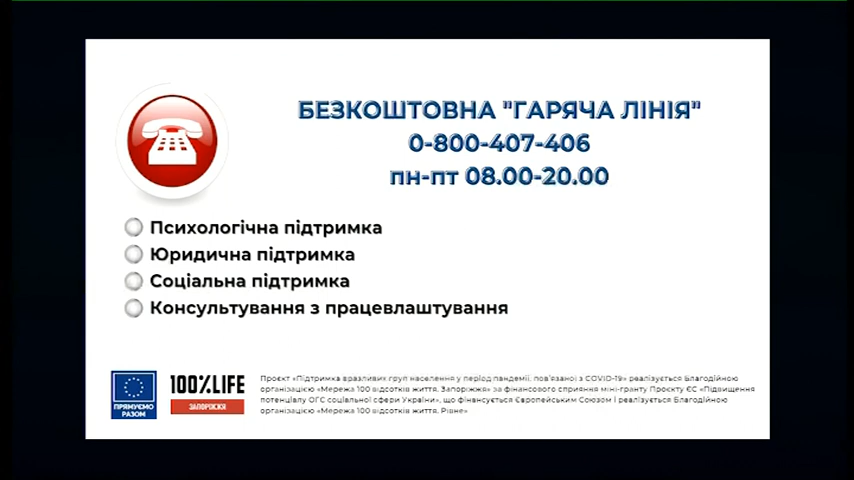 БЕЗКОШТОВНА "ГАРЯЧА ЛІНІЯ"
0-800-407-406
пн-пт 08.00-20.00
Психологічна підтримка
Юридична підтримка
Соціальна підтримка
Консультування з працевлаштування
ПРЯМУЄМО
РАЗОМ
100%LIFE
ЗАПОРІЖЖЯ
Проєкт «Підтримка вразливих груп населення у період пандемії, пов'язаної з COVID-19» реалізується Благодійною
організацією «Мережа 100 відсотків життя. Запоріжжя» за фінансового сприяння міні-гранту Проєкту ЄС «Підвищення
потенціалу ОГС соціальної сфери України», що фінансується Європейським Союзом і реалізується Благодійною
організацією «Мережа 100 відсотків життя. Рівне»